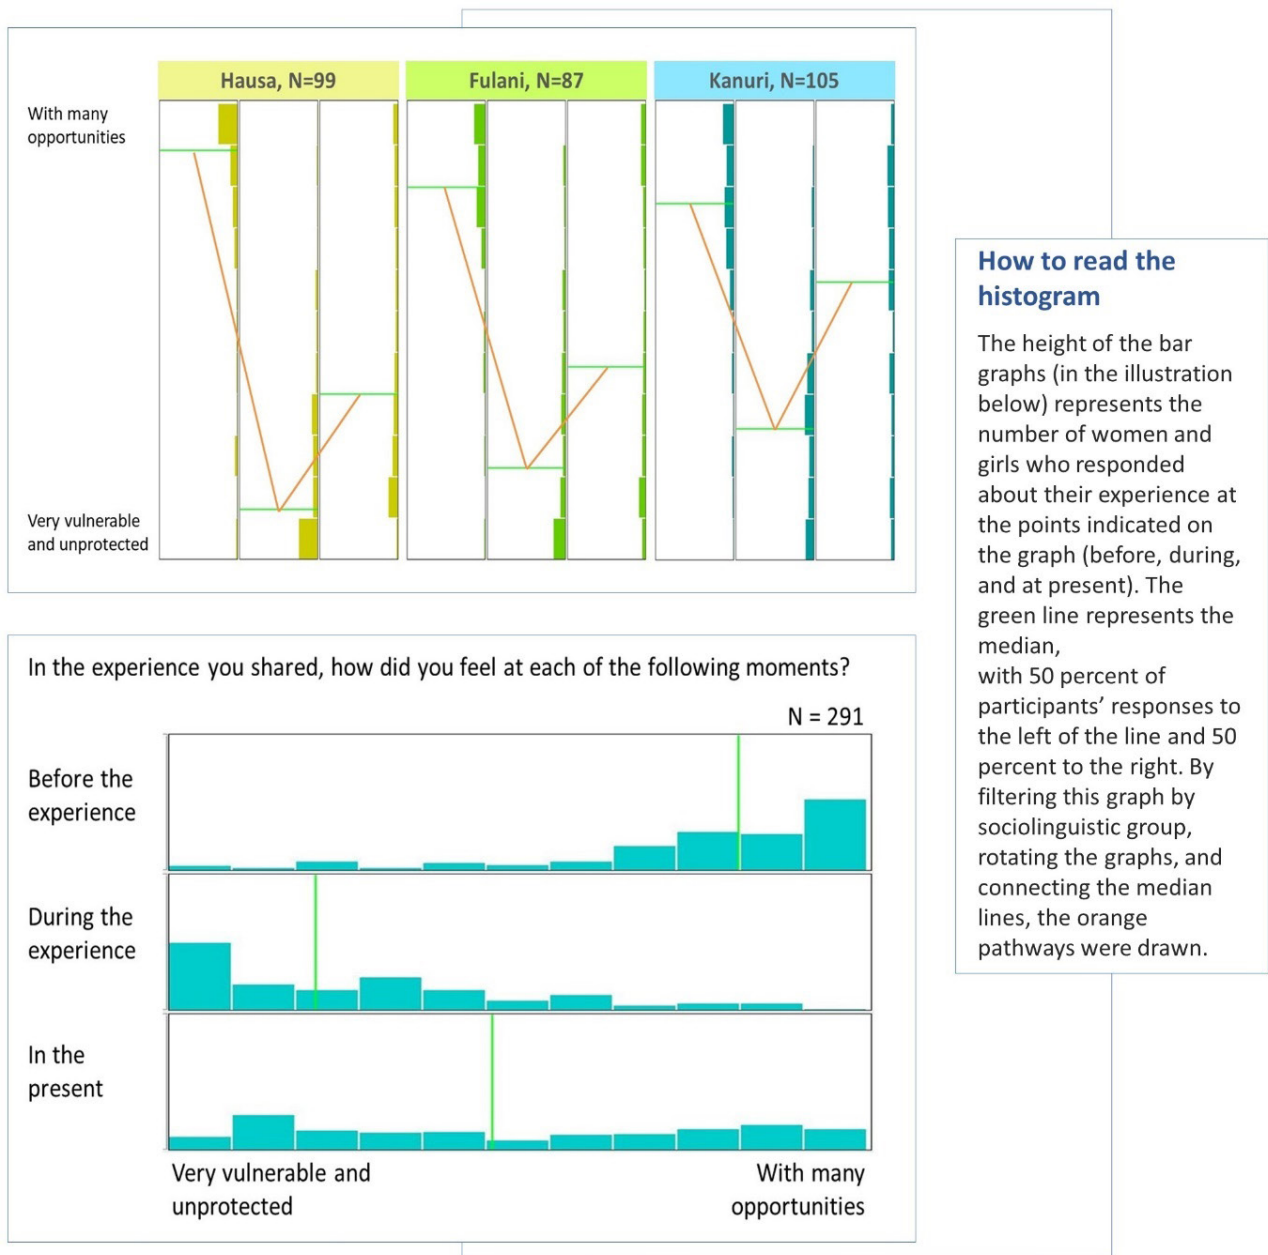 Hausa, N=99
Fulani, N=87
Kanuri, N=105
With many
opportunities
Very vulnerable
and unprotected
In the experience you shared, how did you feel at each of the following moments?
N = 291
Before the
experience
During the
experience
In the
present
Very vulnerable and
unprotected
With many
opportunities
How to read the
histogram
The height of the bar
graphs (in the illustration
below) represents the
number of women and
girls who responded
about their experience at
the points indicated on
the graph (before, during,
and at present). The
green line represents the
median,
with 50 percent of
participants’ responses to
the left of the line and 50
percent to the right. By
filtering this graph by
sociolinguistic group,
rotating the graphs, and
connecting the median
lines, the orange
pathways were drawn.